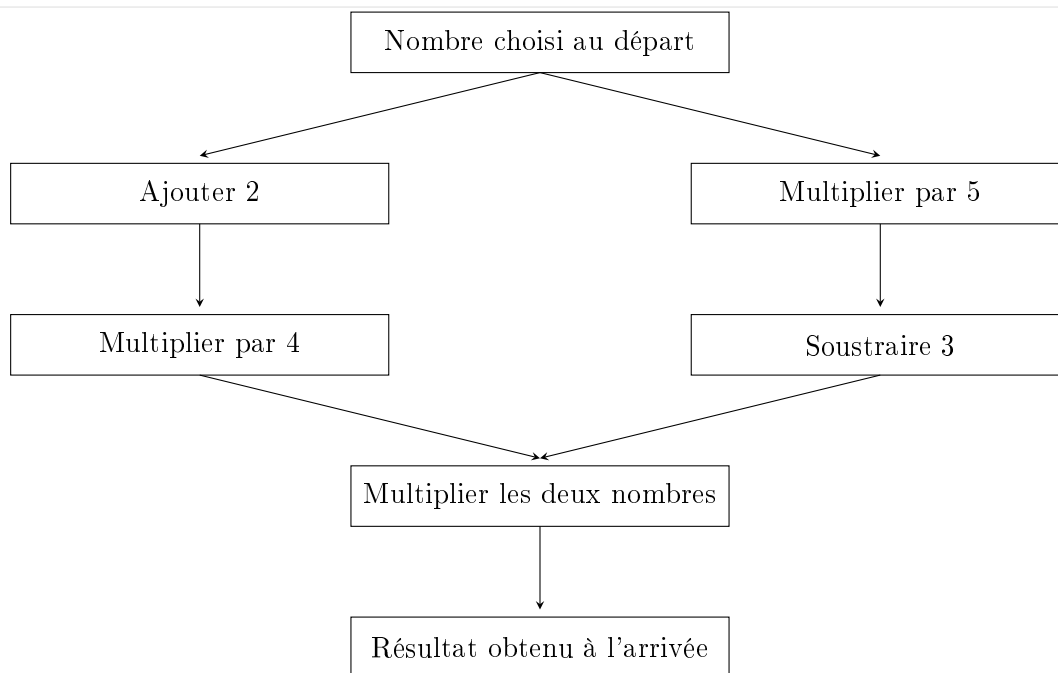 Nombre choisi au départ
Ajouter 2
Multiplier par 5
Multiplier par 4
Soustraire 3
Multiplier les deux nombres
Résultat obtenu à l'arrivée